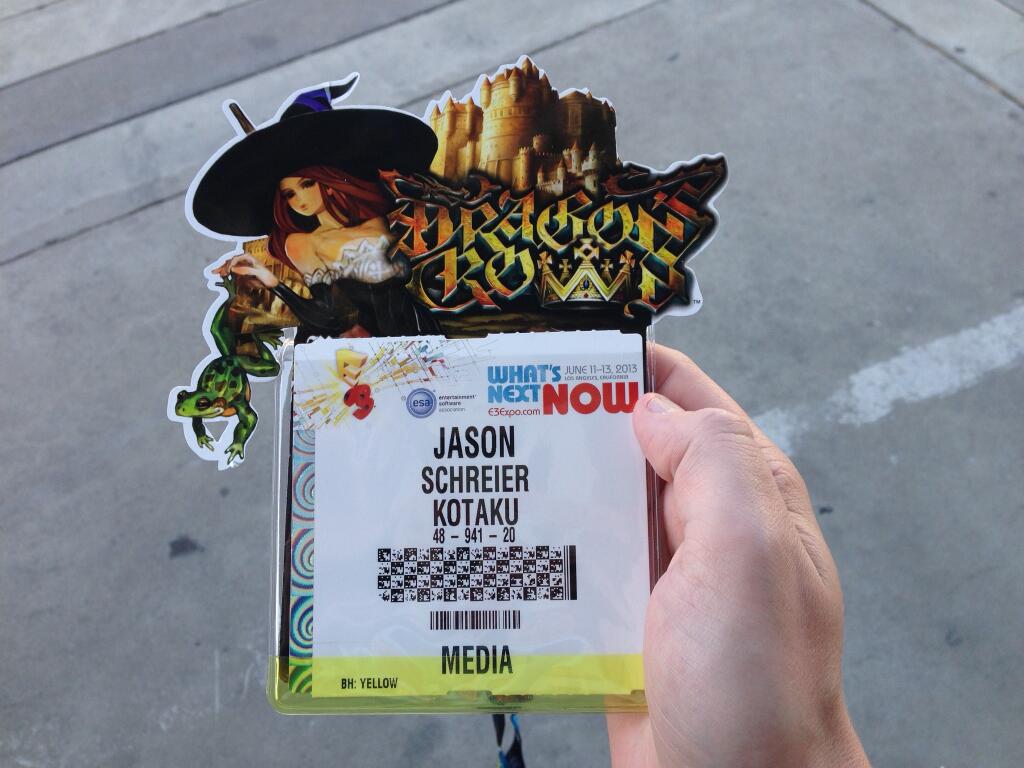 DRAGON'S
CROWN
TM
E3
esa entertainment® software association
WHAT'S NEXT NOW
JUNE 11-13, 2013
LOS ANGELES, CALIFORNIA
E3Expo.com
JASON
SCHREIER
KOTAKU
48 - 941 - 20
MEDIA
BH: YELLOW